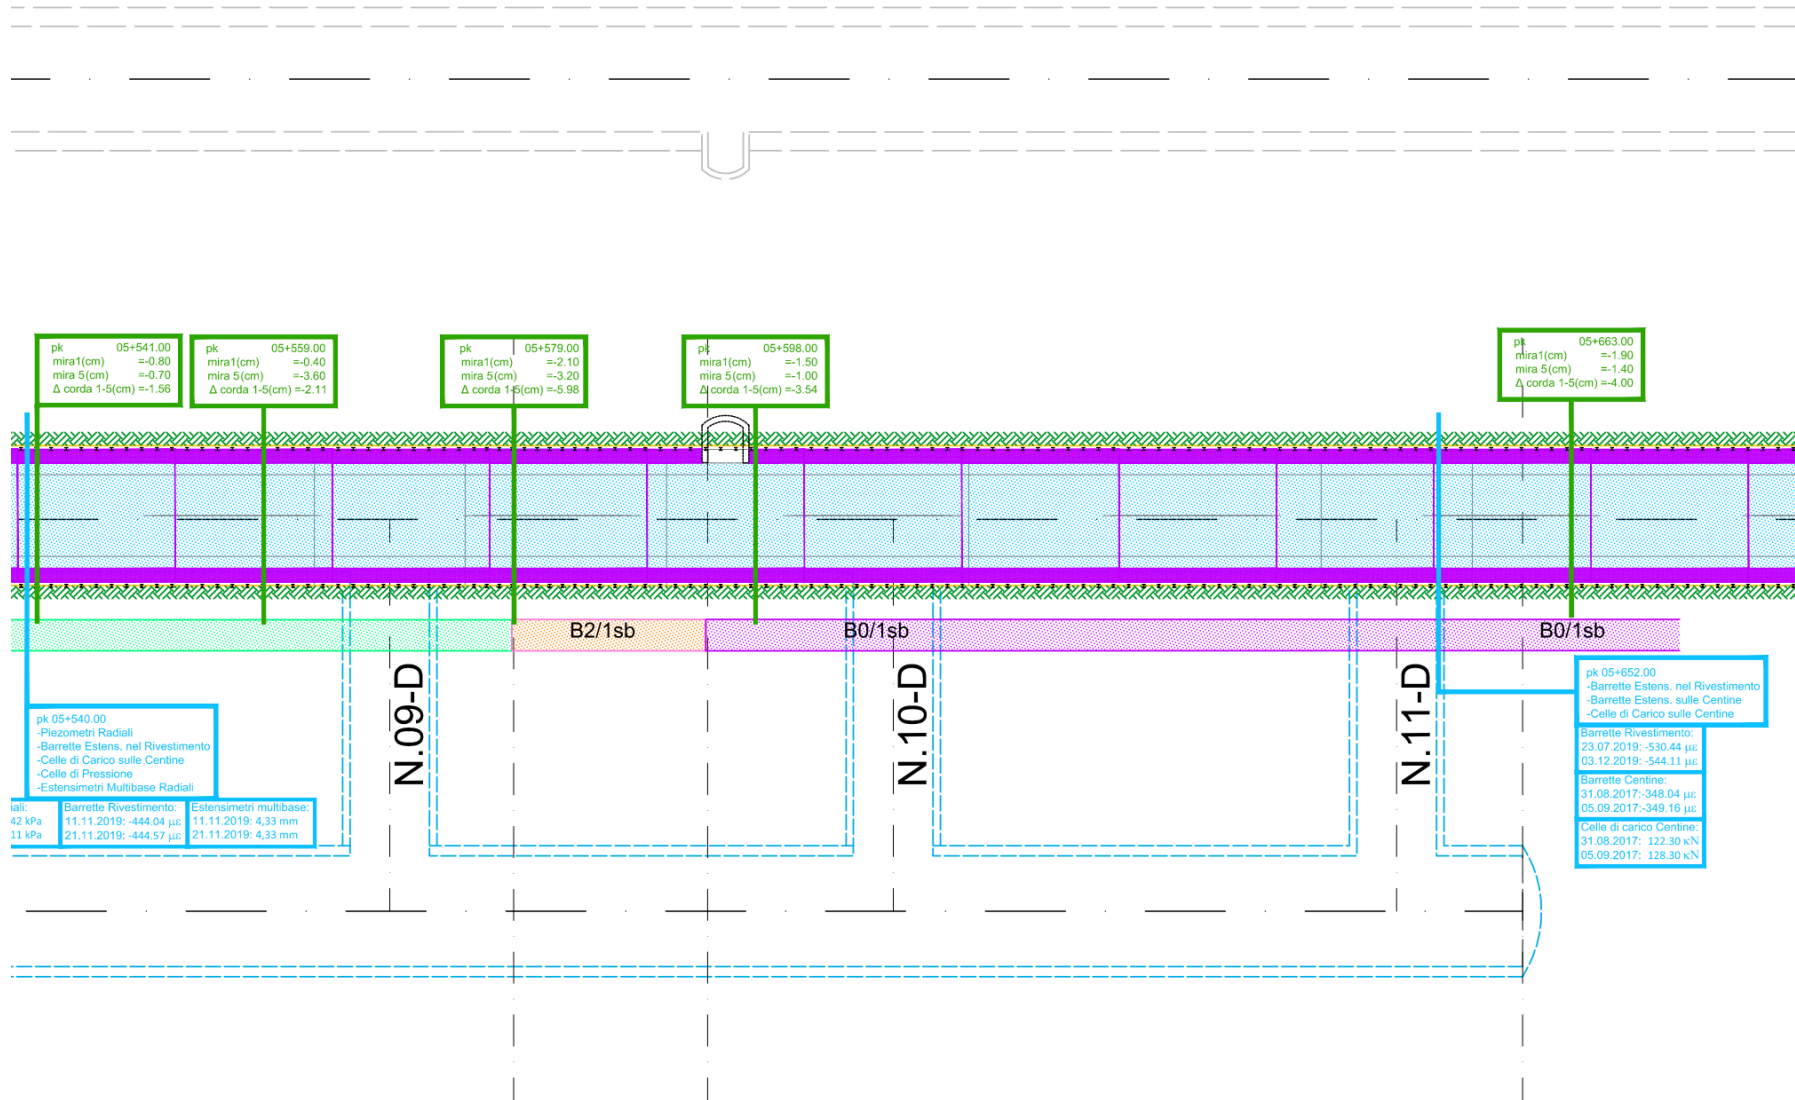 pk 05+541.00
mira1(cm) =-0.80
mira 5(cm) =-0.70
Δ corda 1-5(cm) =-1.56
pk 05+559.00
mira1(cm) =-0.40
mira 5(cm) =-3.60
Δ corda 1-5(cm) =-2.11
pk 05+579.00
mira1(cm) =-2.10
mira 5(cm) =-3.20
Δ corda 1-5(cm) =-5.98
pk 05+598.00
mira1(cm) =-1.50
mira 5(cm) =-1.00
Δ corda 1-5(cm) =-3.54
pk 05+663.00
mira1(cm) =-1.90
mira 5(cm) =-1.40
Δ corda 1-5(cm) =-4.00
B2/1sb
B0/1sb
B0/1sb
N.09-D
N.10-D
N.11-D
pk 05+540.00
-Piezometri Radiali
-Barrette Estens. nel Rivestimento
-Celle di Carico sulle Centine
-Celle di Pressione
-Estensimetri Multibase Radiali
iali:
42 kPa
11 kPa
Barrette Rivestimento:
11.11.2019: -444.04 με
21.11.2019: -444.57 με
Estensimetri multibase:
11.11.2019: 4,33 mm
21.11.2019: 4,33 mm
pk 05+652.00
-Barrette Estens. nel Rivestimento
-Barrette Estens. sulle Centine
-Celle di Carico sulle Centine
Barrette Rivestimento:
23.07.2019: -530.44 με
03.12.2019: -544.11 με
Barrette Centine:
31.08.2017:-348.04 με
05.09.2017:-349.16 με
Celle di carico Centine:
31.08.2017: 122.30 κN
05.09.2017: 128.30 κN